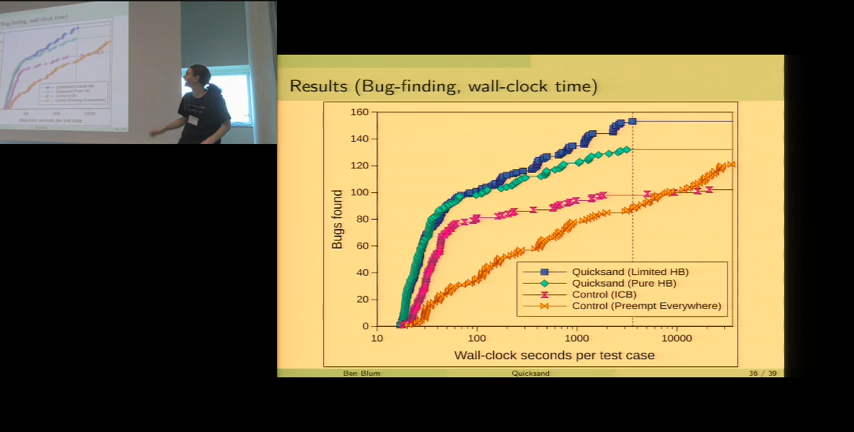 Results (Bug-finding, wall-clock time)
160
140
120
100
80
60
40
20
0
Bugs found
10
100
1000
10000
Wall-clock seconds per test case
Quicksand (Limited HB)
Quicksand (Pure HB)
Control (ICB)
Control (Preempt Everywhere)
Ben Blum
Quicksand
36 / 39